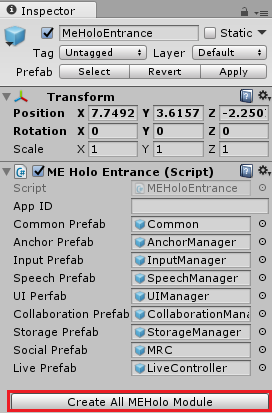 Inspector
MeHoloEntrance Static
Tag Untagged Layer Default
Prefab Select Revert Apply
Transform
Position X 7.7492 Y 3.6157 Z -2.250
Rotation X 0 Y 0 Z 0
Scale X 1 Y 1 Z 1
ME Holo Entrance (Script)
Script MEHoloEntrance
App ID
Common Prefab Common
Anchor Prefab AnchorManager
Input Prefab InputManager
Speech Prefab SpeechManager
UI Perfab UIManager
Collaboration Prefab CollaborationMana
Storage Prefab StorageManager
Social Prefab MRC
Live Prefab LiveController
Create All MEHolo Module